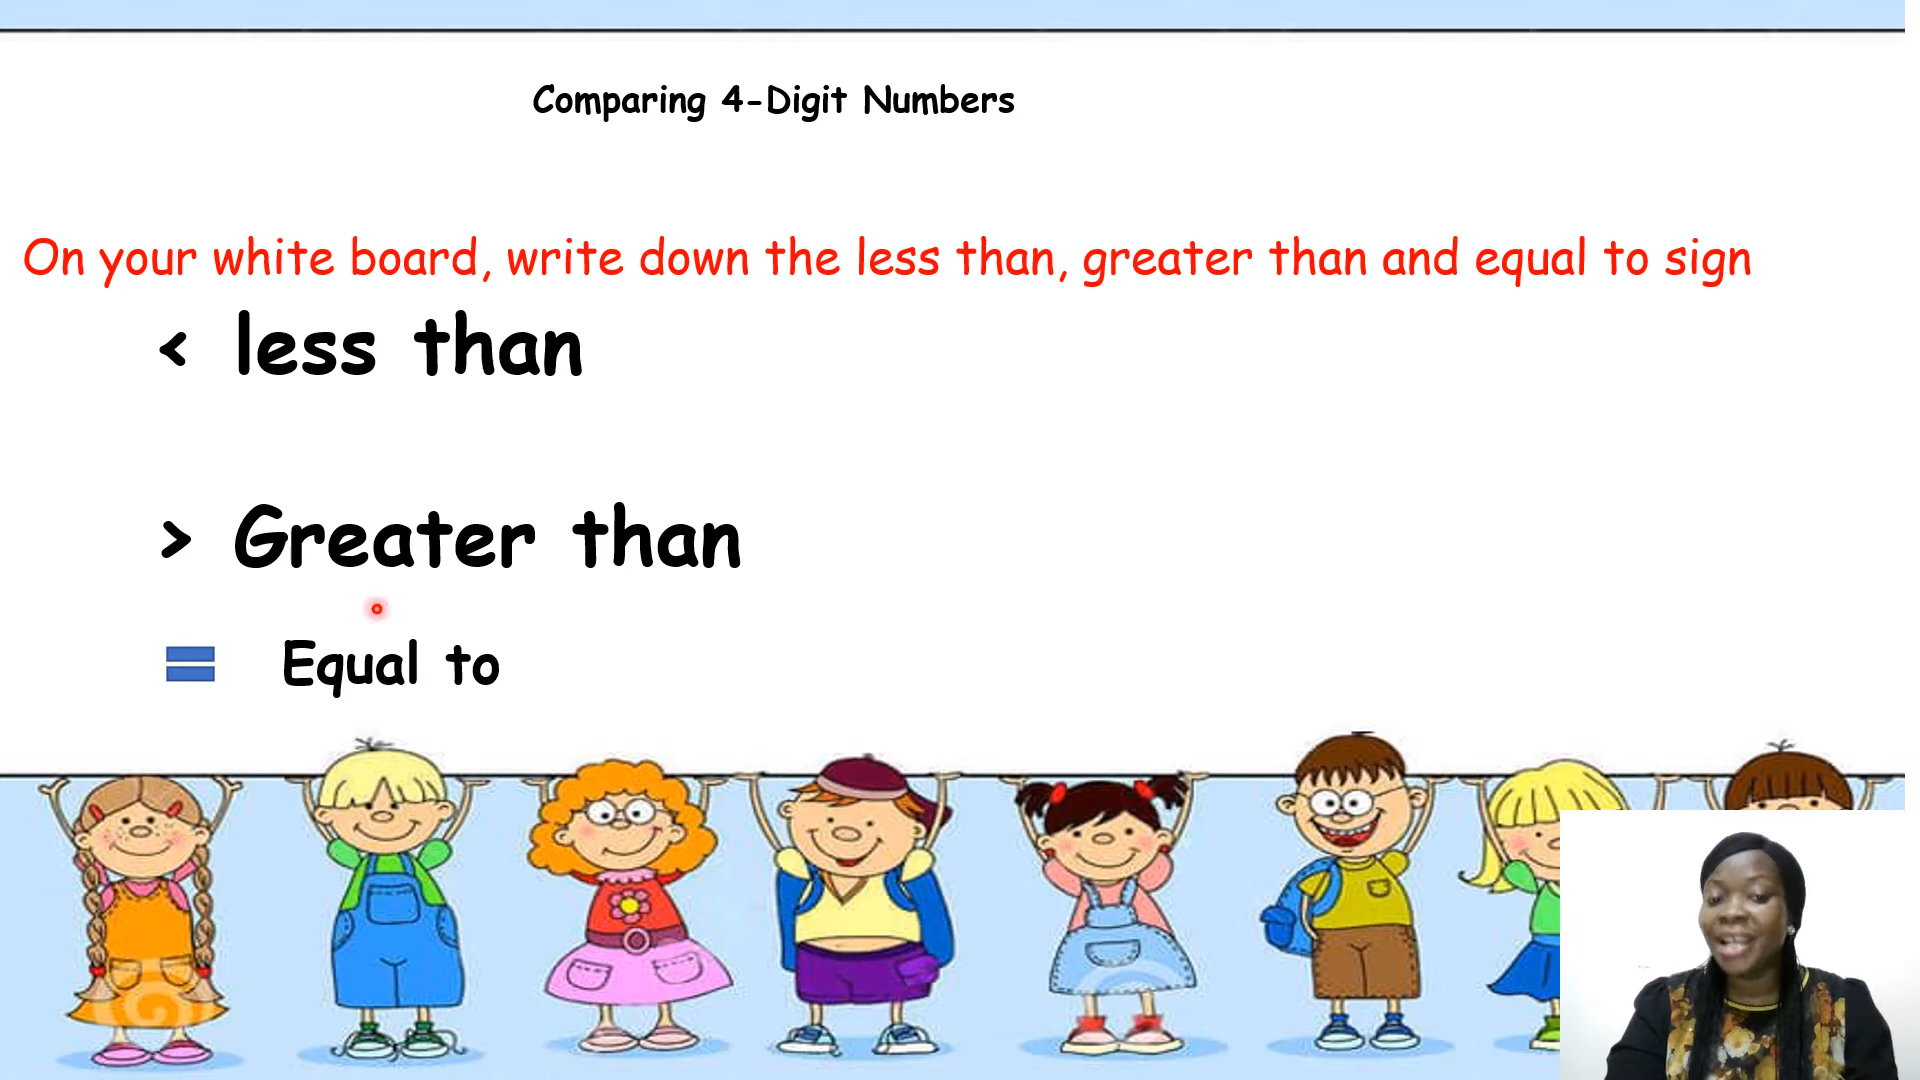 Comparing 4-Digit Numbers
On your white board, write down the less than, greater than and equal to sign
< less than
> Greater than
= Equal to